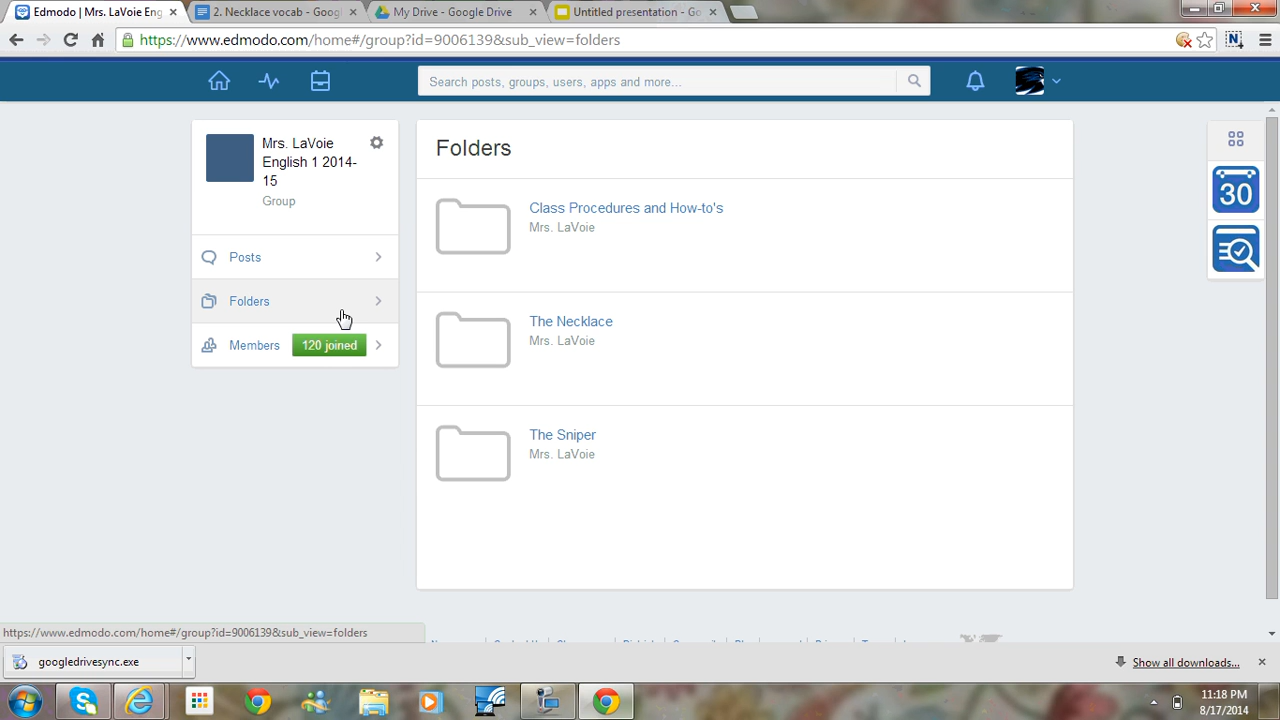 Edmodo | Mrs. LaVoie Eng
2. Necklace vocab - Googl
My Drive - Google Drive
Untitled presentation - Go
https://www.edmodo.com/home#/group?id=9006139&sub_view=folders
Search posts, groups, users, apps and more...
Mrs. LaVoie
English 1 2014-
15
Group
Posts
Folders
Members 120 joined
Folders
Class Procedures and How-to's
Mrs. LaVoie
The Necklace
Mrs. LaVoie
The Sniper
Mrs. LaVoie
30
https://www.edmodo.com/home#/group?id=9006139&sub_view=folders
googledrivesync.exe
Show all downloads...
11:18 PM
8/17/2014